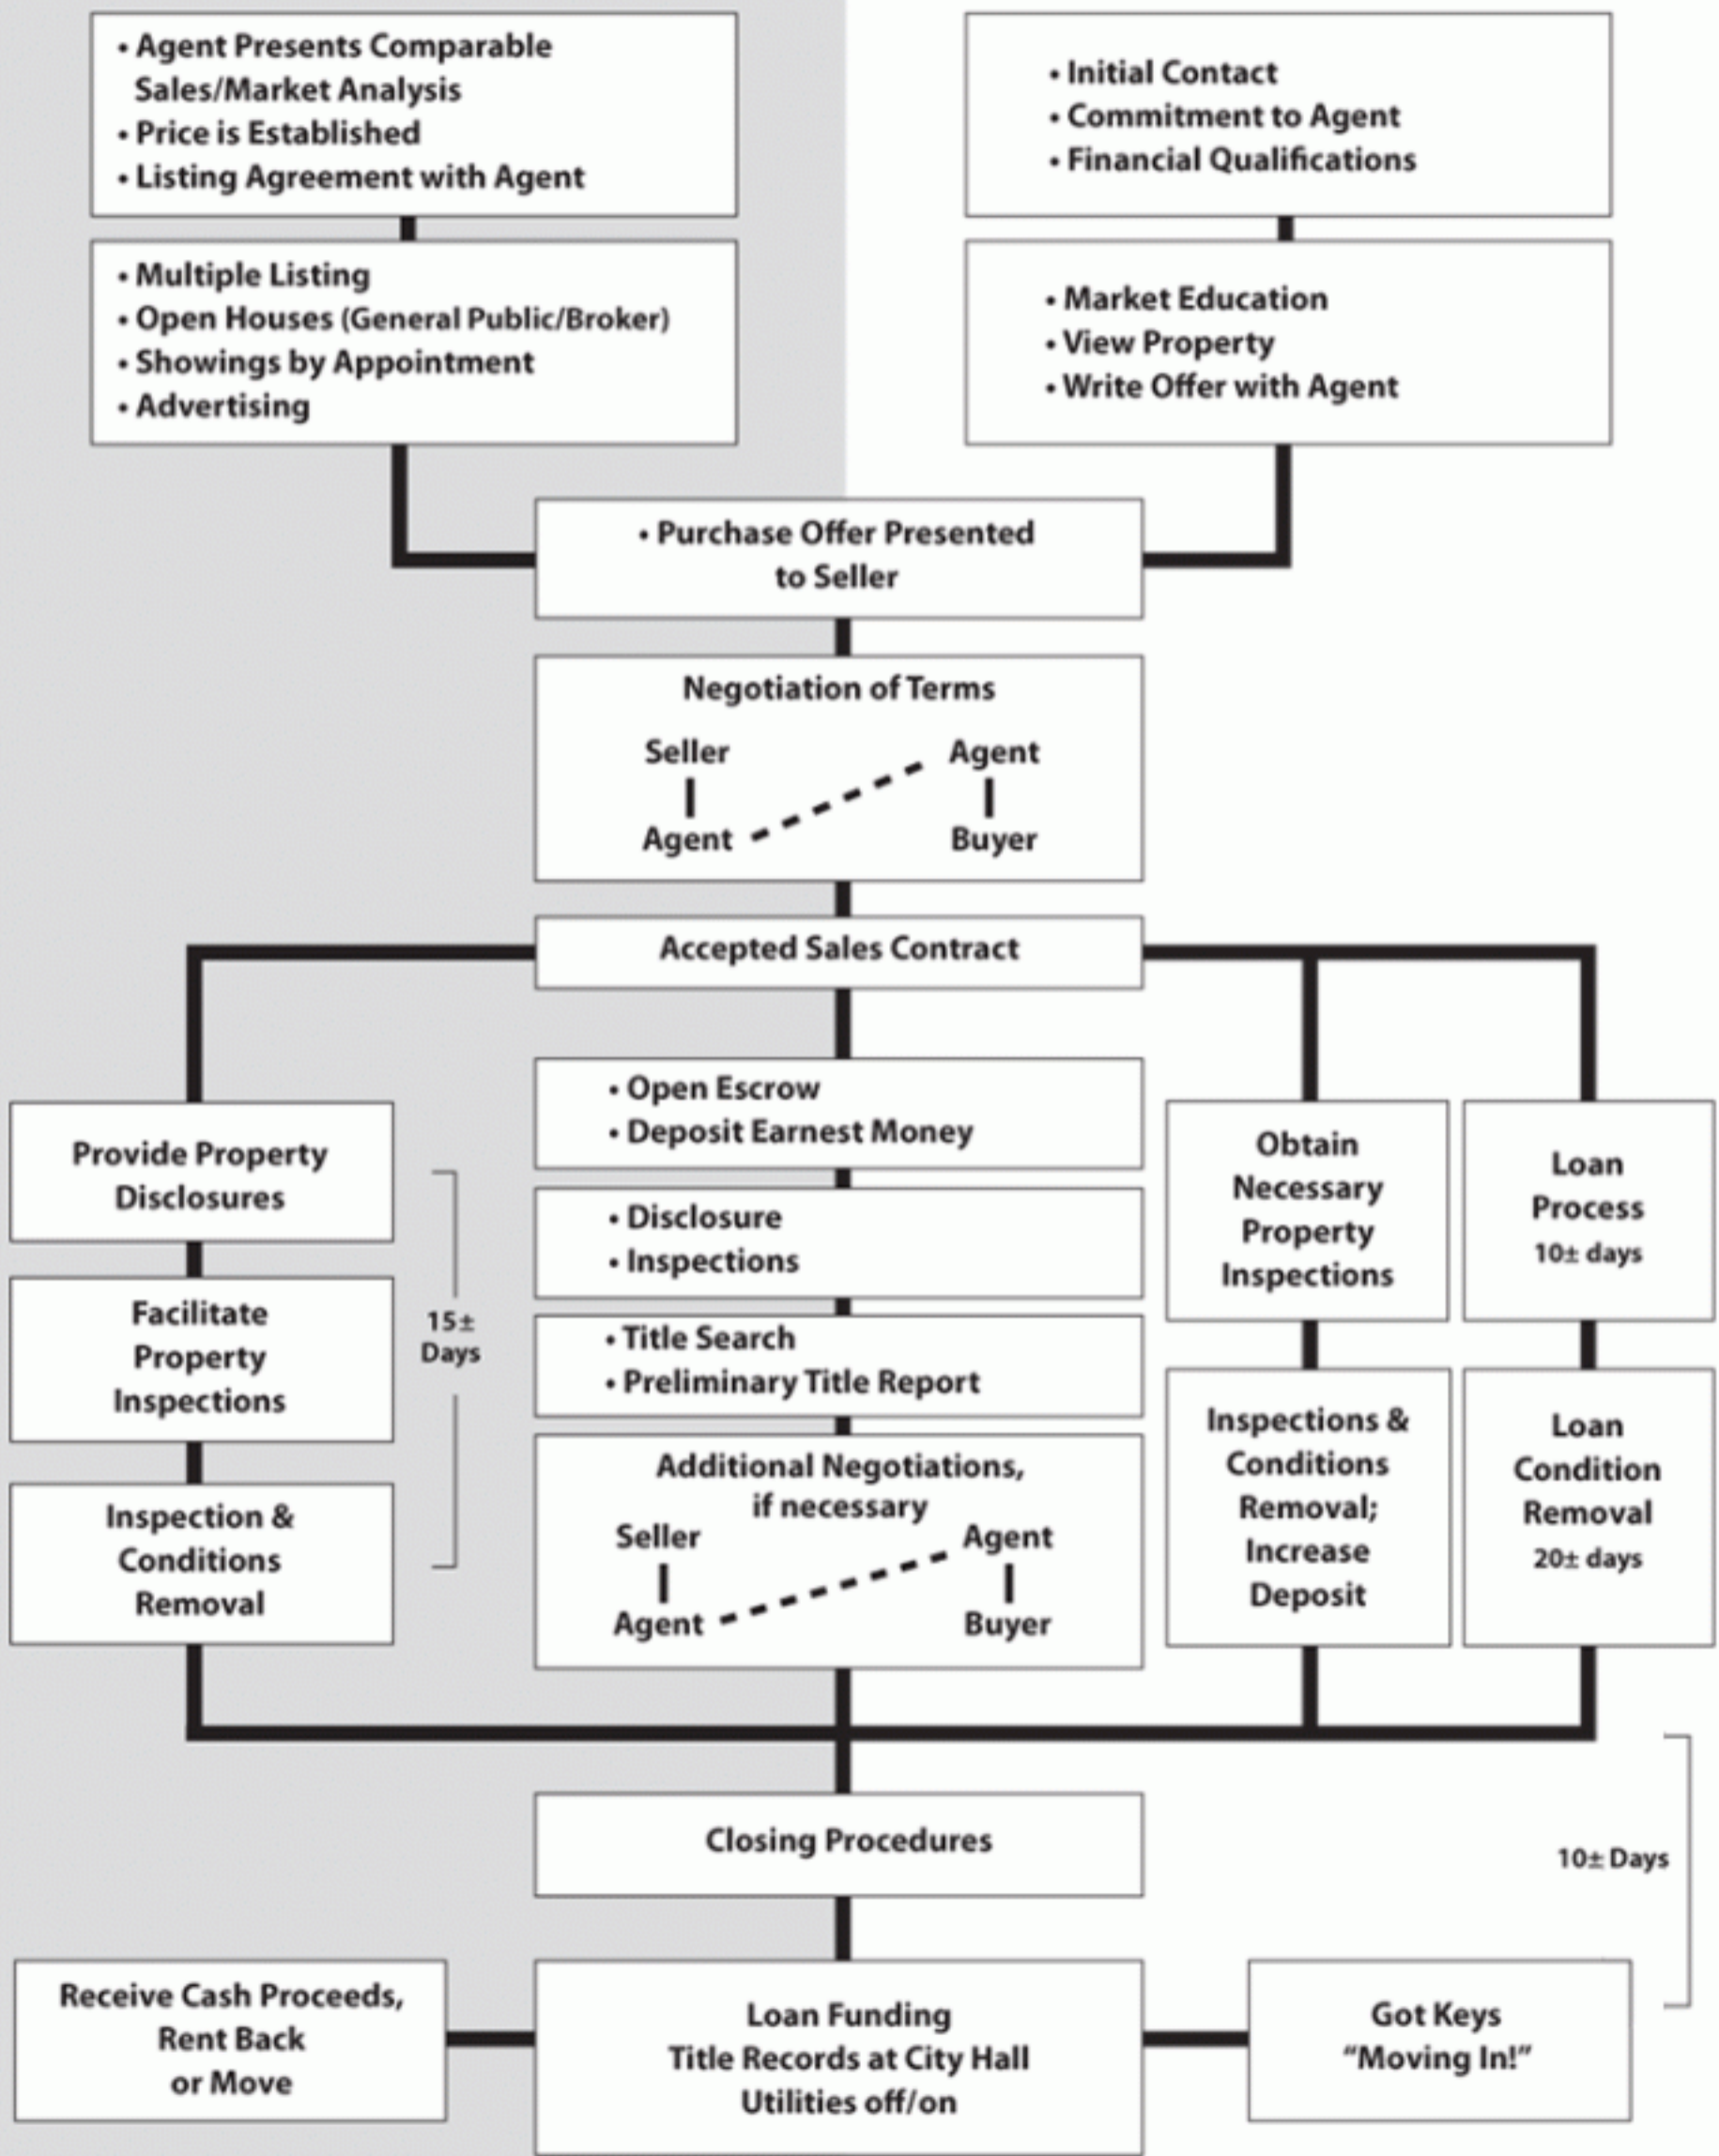 • Agent Presents Comparable
Sales/Market Analysis
• Price is Established
• Listing Agreement with Agent
• Initial Contact
• Commitment to Agent
• Financial Qualifications
• Multiple Listing
• Open Houses (General Public/Broker)
• Showings by Appointment
• Advertising
• Market Education
• View Property
• Write Offer with Agent
• Purchase Offer Presented
to Seller
Negotiation of Terms
Seller
Agent
Agent
Buyer
Accepted Sales Contract
Provide Property
Disclosures
Facilitate
Property
Inspections
Inspection &
Conditions
Removal
15±
Days
• Open Escrow
• Deposit Earnest Money
• Disclosure
• Inspections
• Title Search
• Preliminary Title Report
Additional Negotiations,
if necessary
Seller
Agent
Agent
Buyer
Obtain
Necessary
Property
Inspections
Inspections &
Conditions
Removal;
Increase
Deposit
Loan
Process
10± days
Loan
Condition
Removal
20± days
Closing Procedures
10± Days
Receive Cash Proceeds,
Rent Back
or Move
Loan Funding
Title Records at City Hall
Utilities off/on
Got Keys
“Moving In!”